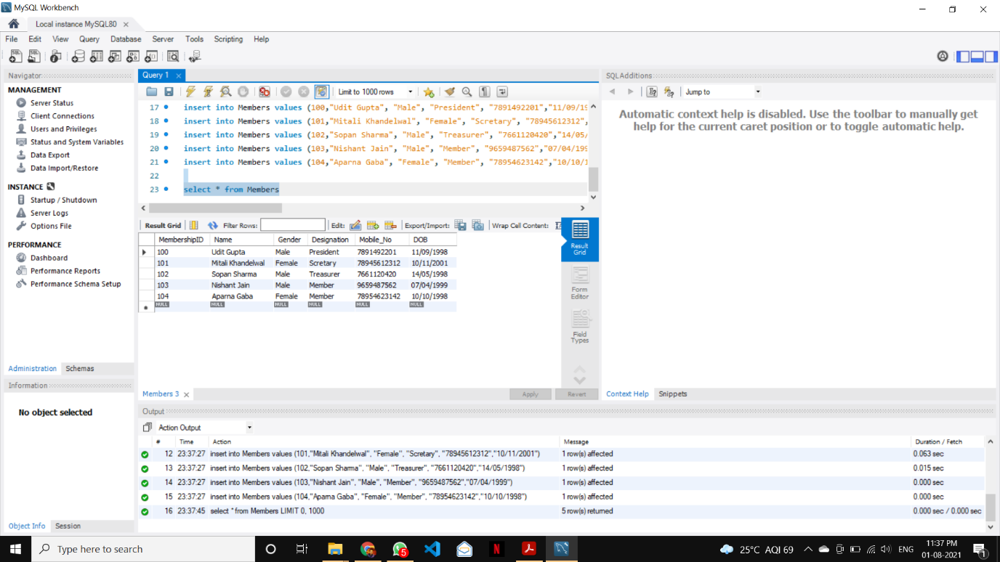 MySQL Workbench
Local instance MySQL80
File Edit View Query Database Server Tools Scripting Help
Navigator
MANAGEMENT
Server Status
Client Connections
Users and Privileges
Status and System Variables
Data Export
Data Import/Restore
INSTANCE
Startup / Shutdown
Server Logs
Options File
PERFORMANCE
Dashboard
Performance Reports
Performance Schema Setup
Administration Schemas
Information
No object selected
Object Info Session
Query 1
Limit to 1000 rows
17 insert into Members values (100,"Udit Gupta", "Male", "President", "7891492201","11/09/19
18 insert into Members values (101,"Mitali Khandelwal", "Female", "Scretary", "78945612312",
19 insert into Members values (102,"Sopan Sharma", "Male", "Treasurer", "7661120420","14/05/
20 insert into Members values (103,"Nishant Jain", "Male", "Member", "9659487562","07/04/199
21 insert into Members values (104,"Aparna Gaba", "Female", "Member", "78954623142","10/10/1
22
23 select * from Members
Result Grid Filter Rows: Edit: Export/Import: Wrap Cell Content:
MembershipID Name Gender Designation Mobile_No DOB
100 Udit Gupta Male President 7891492201 11/09/1998
101 Mitali Khandelwal Female Scretary 78945612312 10/11/2001
102 Sopan Sharma Male Treasurer 7661120420 14/05/1998
103 Nishant Jain Male Member 9659487562 07/04/1999
104 Aparna Gaba Female Member 78954623142 10/10/1998
NULL NULL NULL NULL NULL NULL
Result
Grid
Form
Editor
Field
Types
Members 3 Apply Revert
SQLAdditions
Jump to
Automatic context help is disabled. Use the toolbar to manually get
help for the current caret position or to toggle automatic help.
Context Help Snippets
Output
Action Output
# Time Action Message Duration / Fetch
12 23:37:27 insert into Members values (101,"Mitali Khandelwal", "Female", "Scretary", "78945612312","10/11/2001") 1 row(s) affected 0.063 sec
13 23:37:27 insert into Members values (102,"Sopan Sharma", "Male", "Treasurer", "7661120420","14/05/1998") 1 row(s) affected 0.015 sec
14 23:37:27 insert into Members values (103,"Nishant Jain", "Male", "Member", "9659487562","07/04/1999") 1 row(s) affected 0.000 sec
15 23:37:27 insert into Members values (104,"Aparna Gaba", "Female", "Member", "78954623142","10/10/1998") 1 row(s) affected 0.000 sec
16 23:37:45 select * from Members LIMIT 0, 1000 5 row(s) returned 0.000 sec / 0.000 sec
Type here to search
5
25°C AQI 69
ENG
11:37 PM
01-08-2021
1